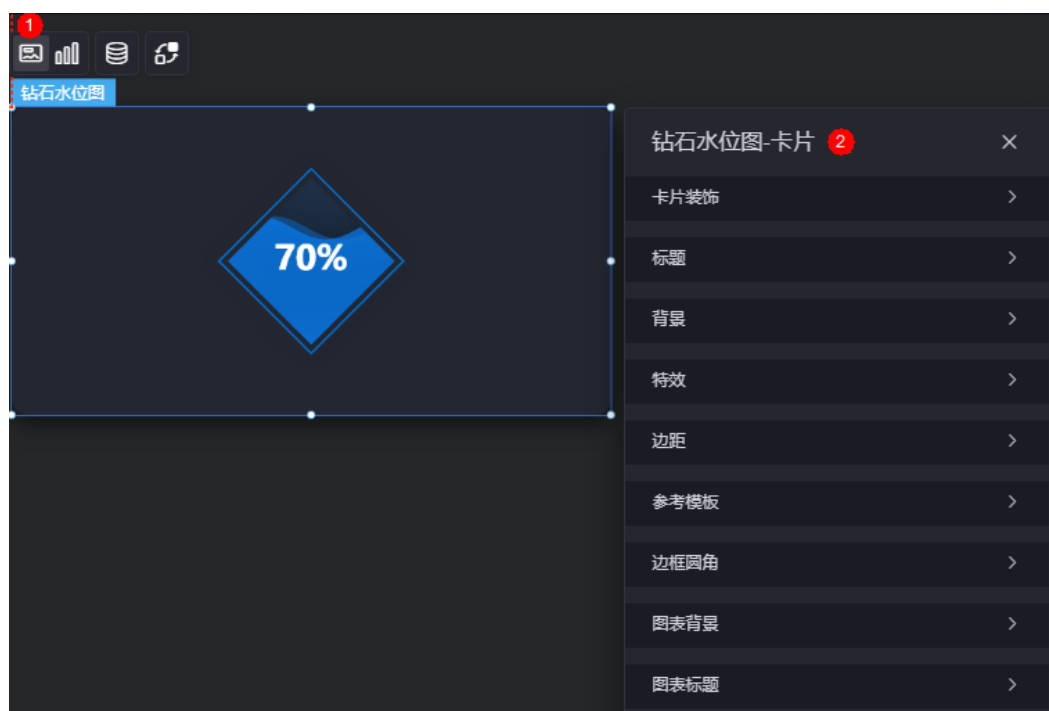 1
钻石水位图
70%
钻石水位图-卡片 2
卡片装饰
标题
背景
特效
边距
参考模板
边框圆角
图表背景
图表标题